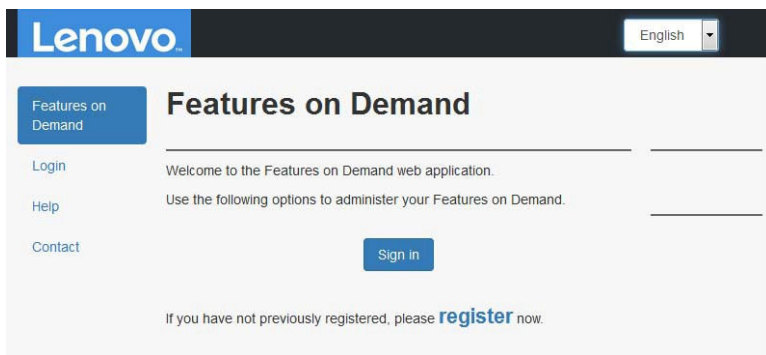 Lenovo™
English
Features on
Demand
Login
Help
Contact
Features on Demand
Welcome to the Features on Demand web application.
Use the following options to administer your Features on Demand.
Sign in
If you have not previously registered, please register now.